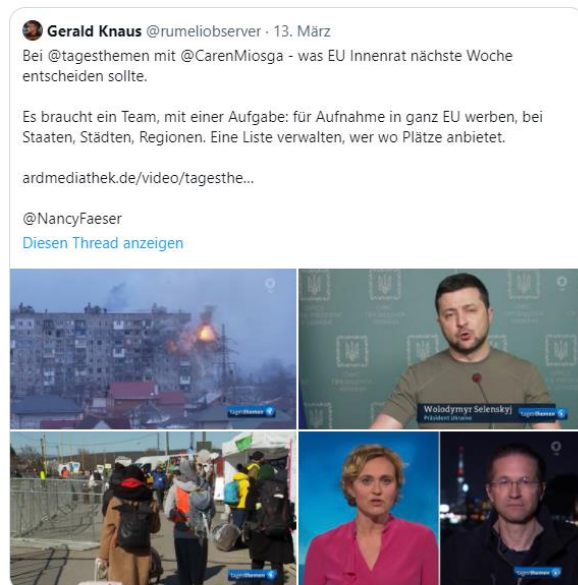 Gerald Knaus @rumeliobserver · 13. März
Bei @tagesthemen mit @CarenMiosga - was EU Innenrat nächste Woche
entscheiden sollte.
Es braucht ein Team, mit einer Aufgabe: für Aufnahme in ganz EU werben, bei
Staaten, Städten, Regionen. Eine Liste verwalten, wer wo Plätze anbietet.
ardmediathek.de/video/tagesthe...
@NancyFaeser
Diesen Thread anzeigen
tagesthemen
Wolodymyr Selenskyj
Präsident Ukraine
tagesthemen
tagesthemen
tagesthemen